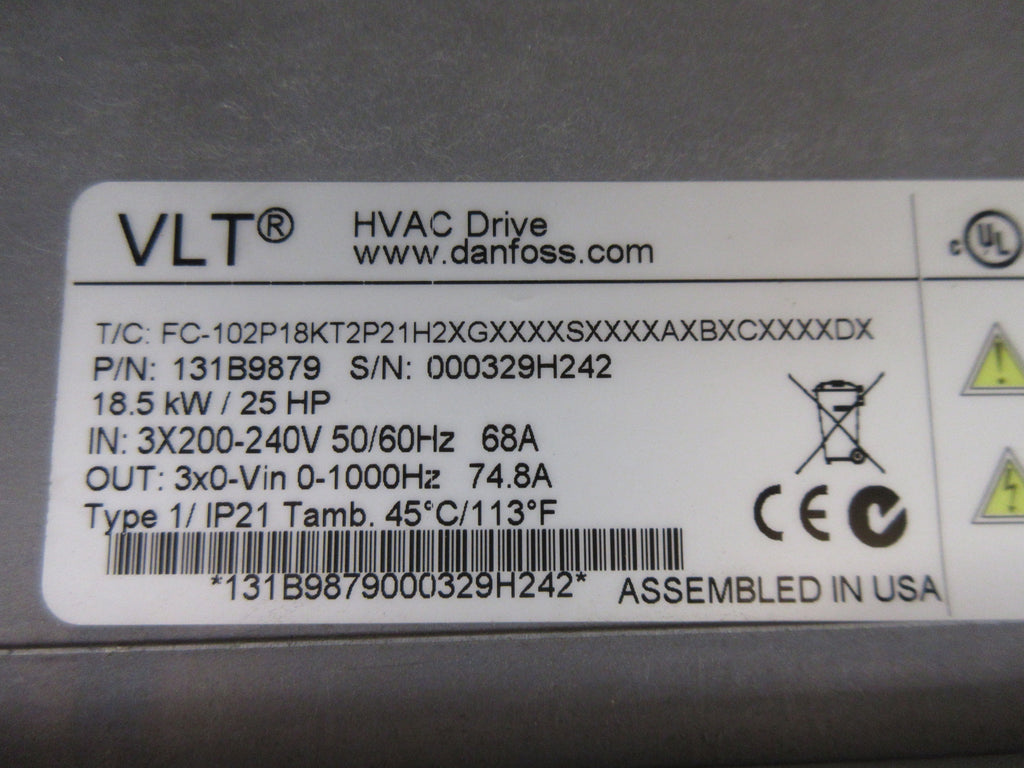 VLT®
HVAC Drive
www.danfoss.com
c UL
T/C: FC-102P18KT2P21H2XGXXXXSXXXXAXBXCXXXXDX
P/N: 131B9879 S/N: 000329H242
18.5 kW / 25 HP
IN: 3X200-240V 50/60Hz 68A
OUT: 3x0-Vin 0-1000Hz 74.8A
Type 1/ IP21 Tamb. 45°C/113°F
CE
*131B9879000329H242*
ASSEMBLED IN USA